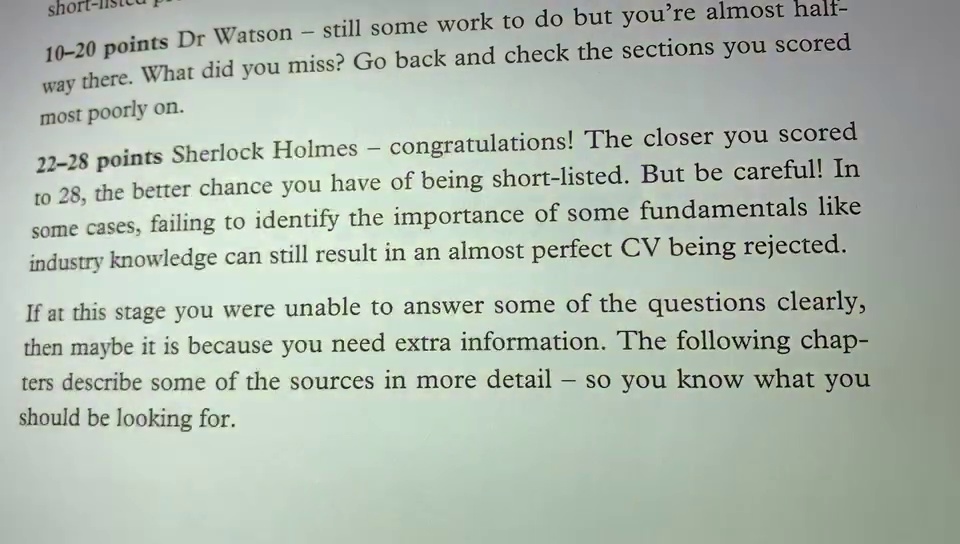 short-listed
10–20 points Dr Watson – still some work to do but you're almost half-
way there. What did you miss? Go back and check the sections you scored
most poorly on.
22–28 points Sherlock Holmes – congratulations! The closer you scored
to 28, the better chance you have of being short-listed. But be careful! In
some cases, failing to identify the importance of some fundamentals like
industry knowledge can still result in an almost perfect CV being rejected.
If at this stage you were unable to answer some of the questions clearly,
then maybe it is because you need extra information. The following chap-
ters describe some of the sources in more detail – so you know what you
should be looking for.